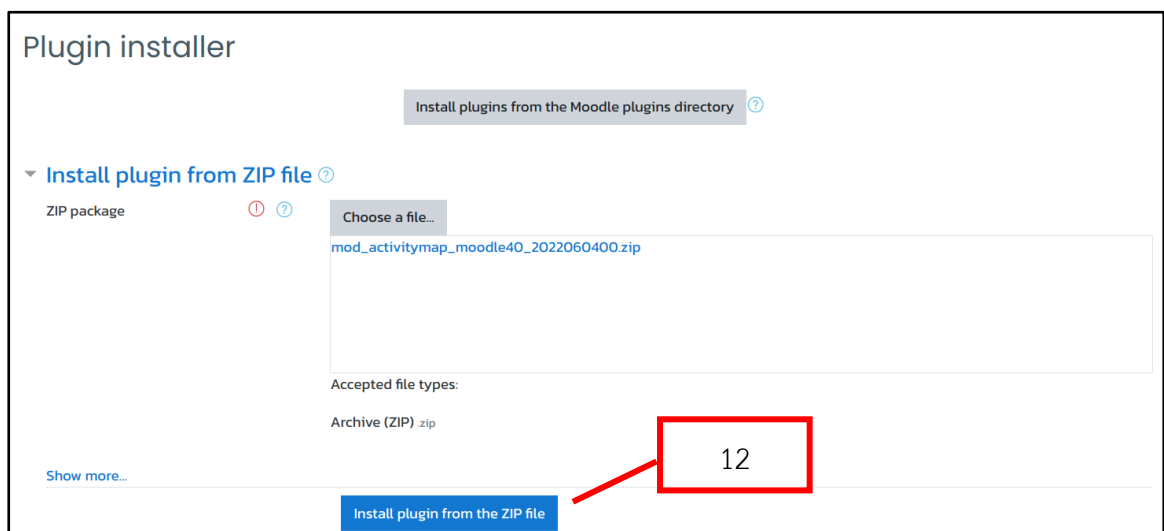 Plugin installer
Install plugins from the Moodle plugins directory ?
Install plugin from ZIP file ?
ZIP package ! ?
Choose a file...
mod_activitymap_moodle40_2022060400.zip
Accepted file types:
Archive (ZIP) .zip
12
Show more...
Install plugin from the ZIP file